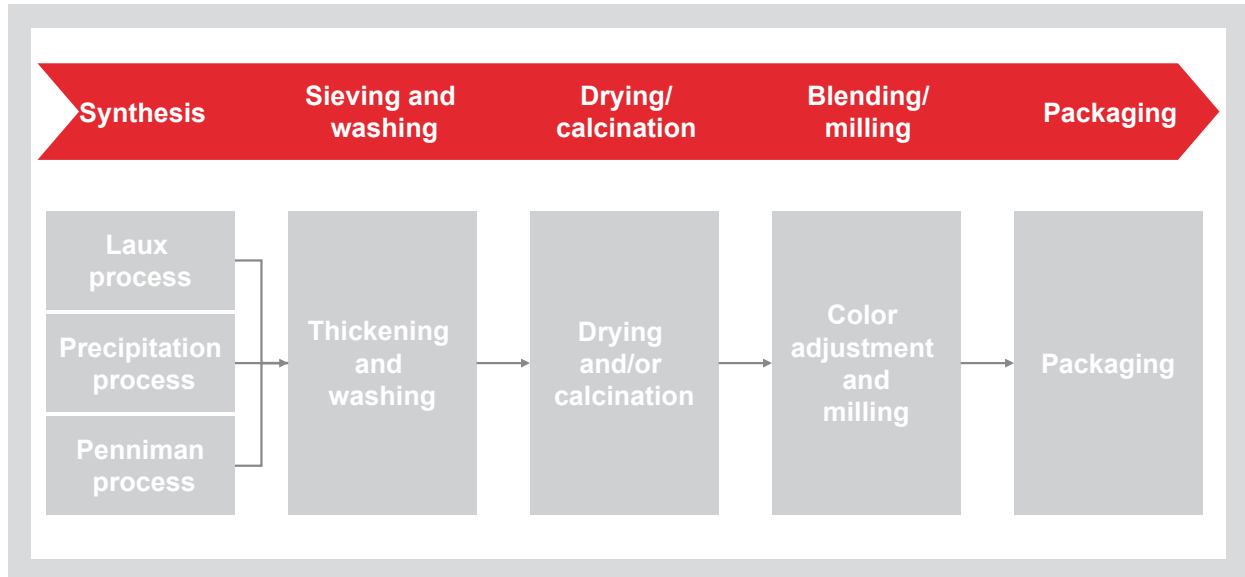 Synthesis
Sieving and
washing
Drying/
calcination
Blending/
milling
Packaging
Laux
process
Precipitation
process
Penniman
process
Thickening
and
washing
Drying
and/or
calcination
Color
adjustment
and
milling
Packaging